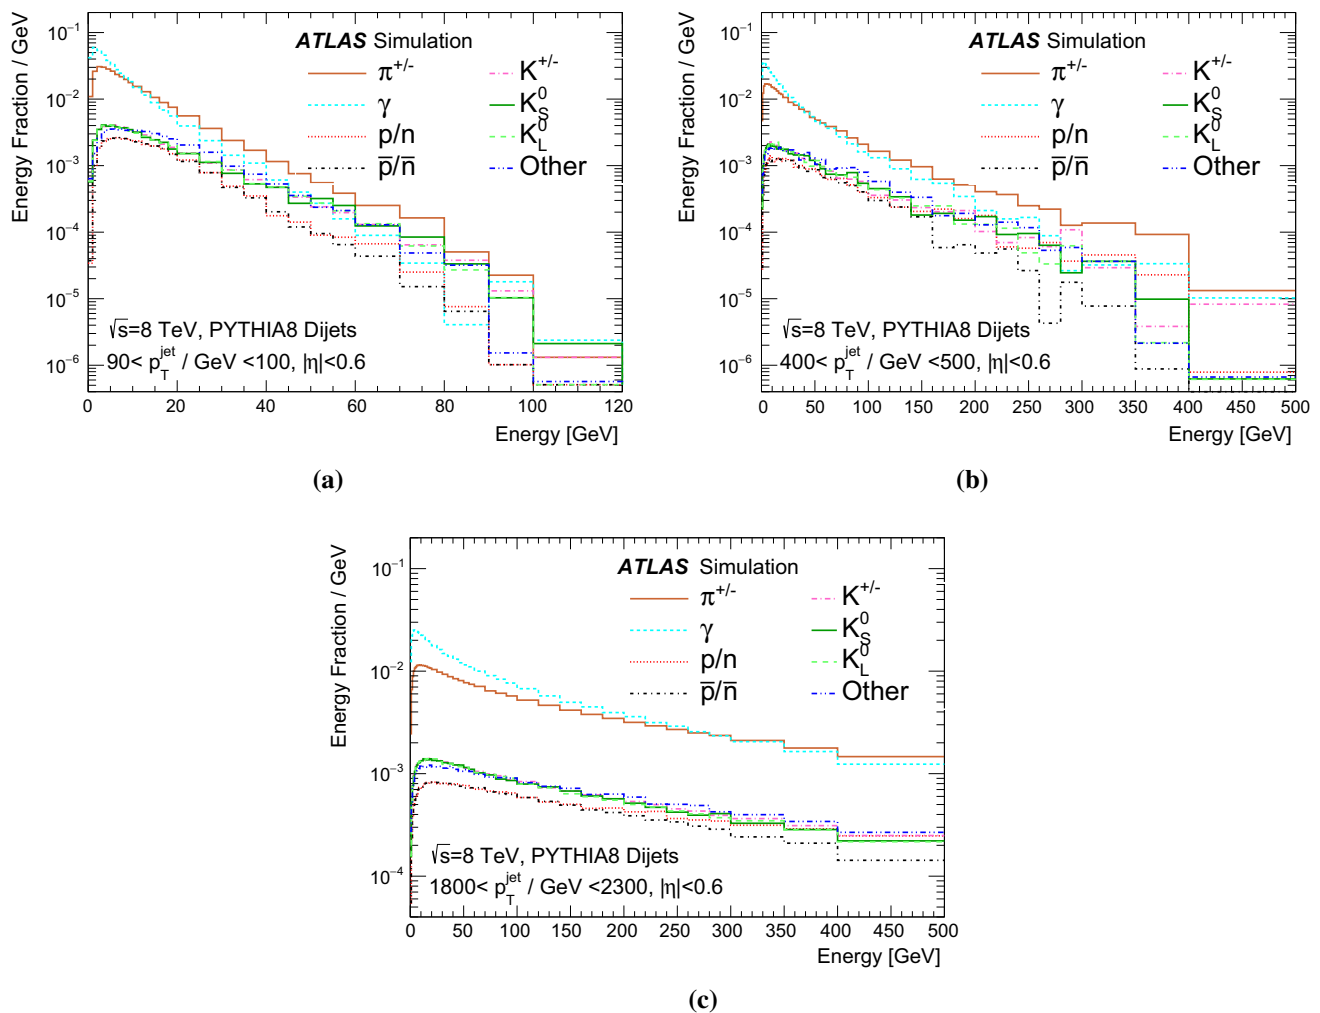 Energy Fraction / GeV
10⁻¹
10⁻²
10⁻³
10⁻⁴
10⁻⁵
10⁻⁶
ATLAS Simulation
π+/-
γ
p/n
p̅/n̅
K+/-
K⁰S
K⁰L
Other
√s=8 TeV, PYTHIA8 Dijets
90< pTjet / GeV <100, |η|<0.6
0 20 40 60 80 100 120
Energy [GeV]
(a)
Energy Fraction / GeV
10⁻¹
10⁻²
10⁻³
10⁻⁴
10⁻⁵
10⁻⁶
ATLAS Simulation
π+/-
γ
p/n
p̅/n̅
K+/-
K⁰S
K⁰L
Other
√s=8 TeV, PYTHIA8 Dijets
400< pTjet / GeV <500, |η|<0.6
0 50 100 150 200 250 300 350 400 450 500
Energy [GeV]
(b)
Energy Fraction / GeV
10⁻¹
10⁻²
10⁻³
10⁻⁴
ATLAS Simulation
π+/-
γ
p/n
p̅/n̅
K+/-
K⁰S
K⁰L
Other
√s=8 TeV, PYTHIA8 Dijets
1800< pTjet / GeV <2300, |η|<0.6
0 50 100 150 200 250 300 350 400 450 500
Energy [GeV]
(c)